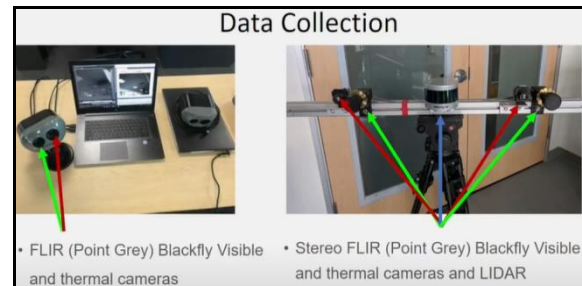 Data Collection
• FLIR (Point Grey) Blackfly Visible
and thermal cameras
• Stereo FLIR (Point Grey) Blackfly Visible
and thermal cameras and LIDAR